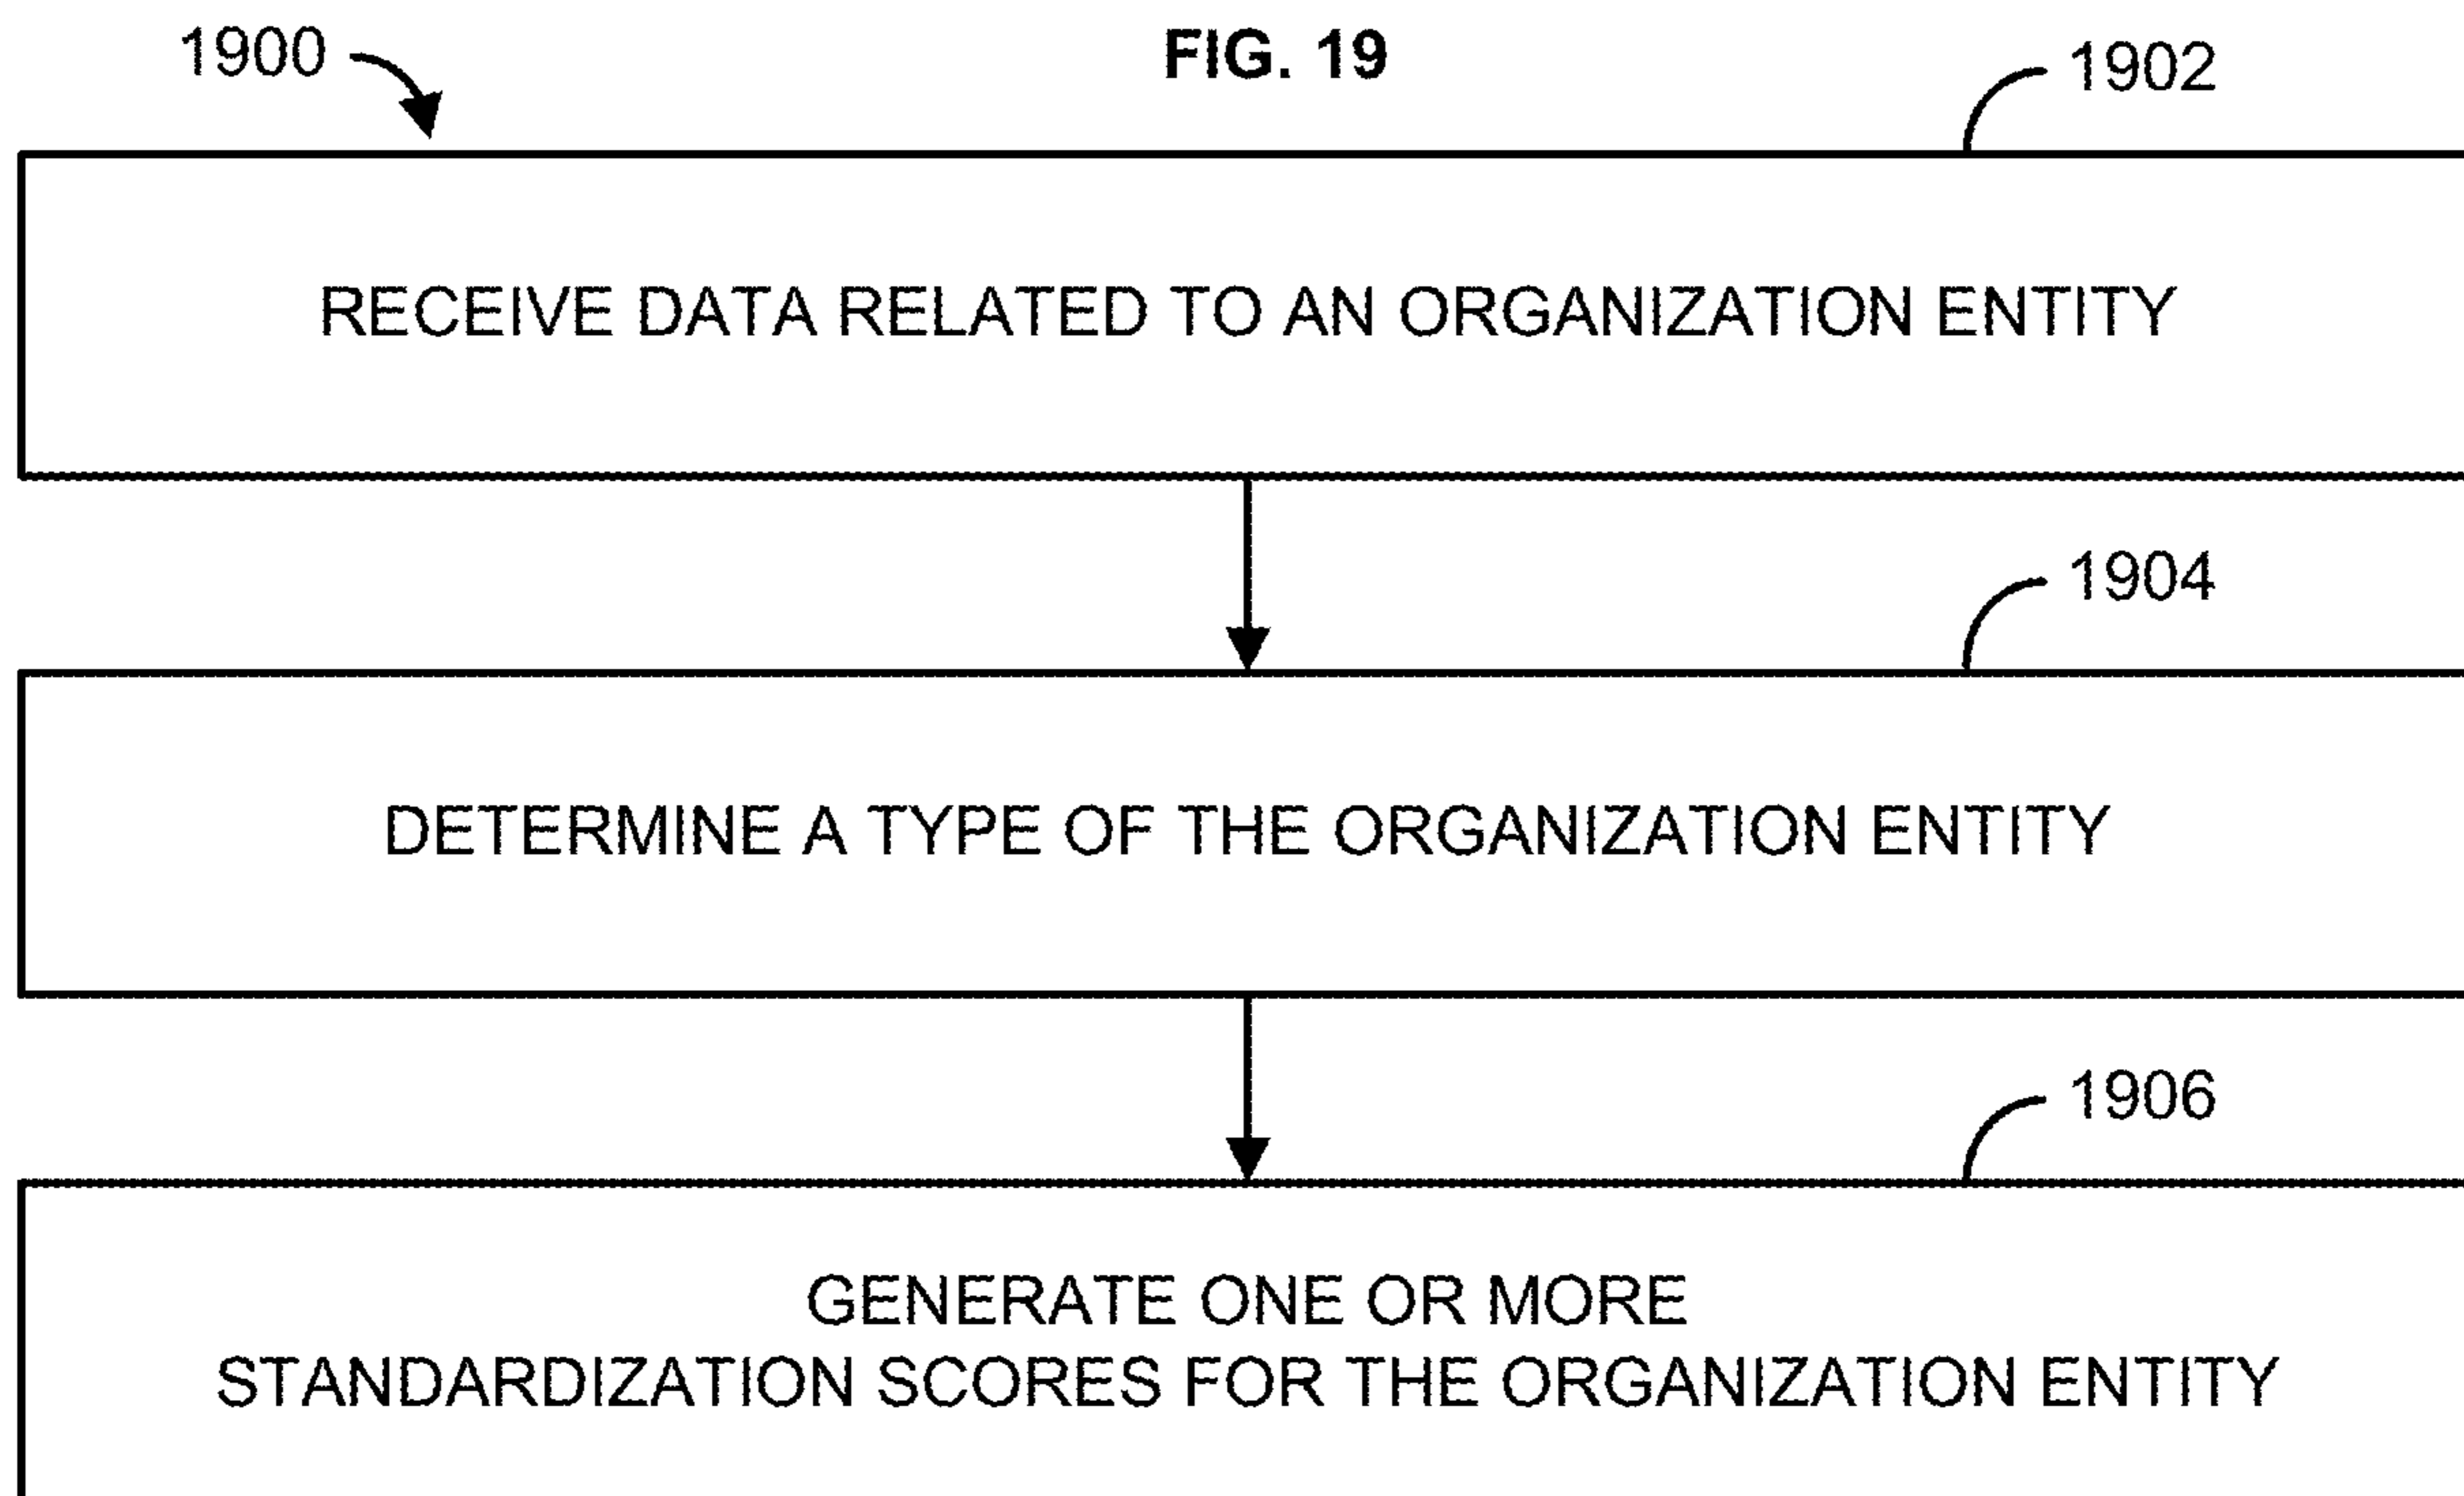 1900
FIG. 19
1902
RECEIVE DATA RELATED TO AN ORGANIZATION ENTITY
1904
DETERMINE A TYPE OF THE ORGANIZATION ENTITY
1906
GENERATE ONE OR MORE
STANDARDIZATION SCORES FOR THE ORGANIZATION ENTITY